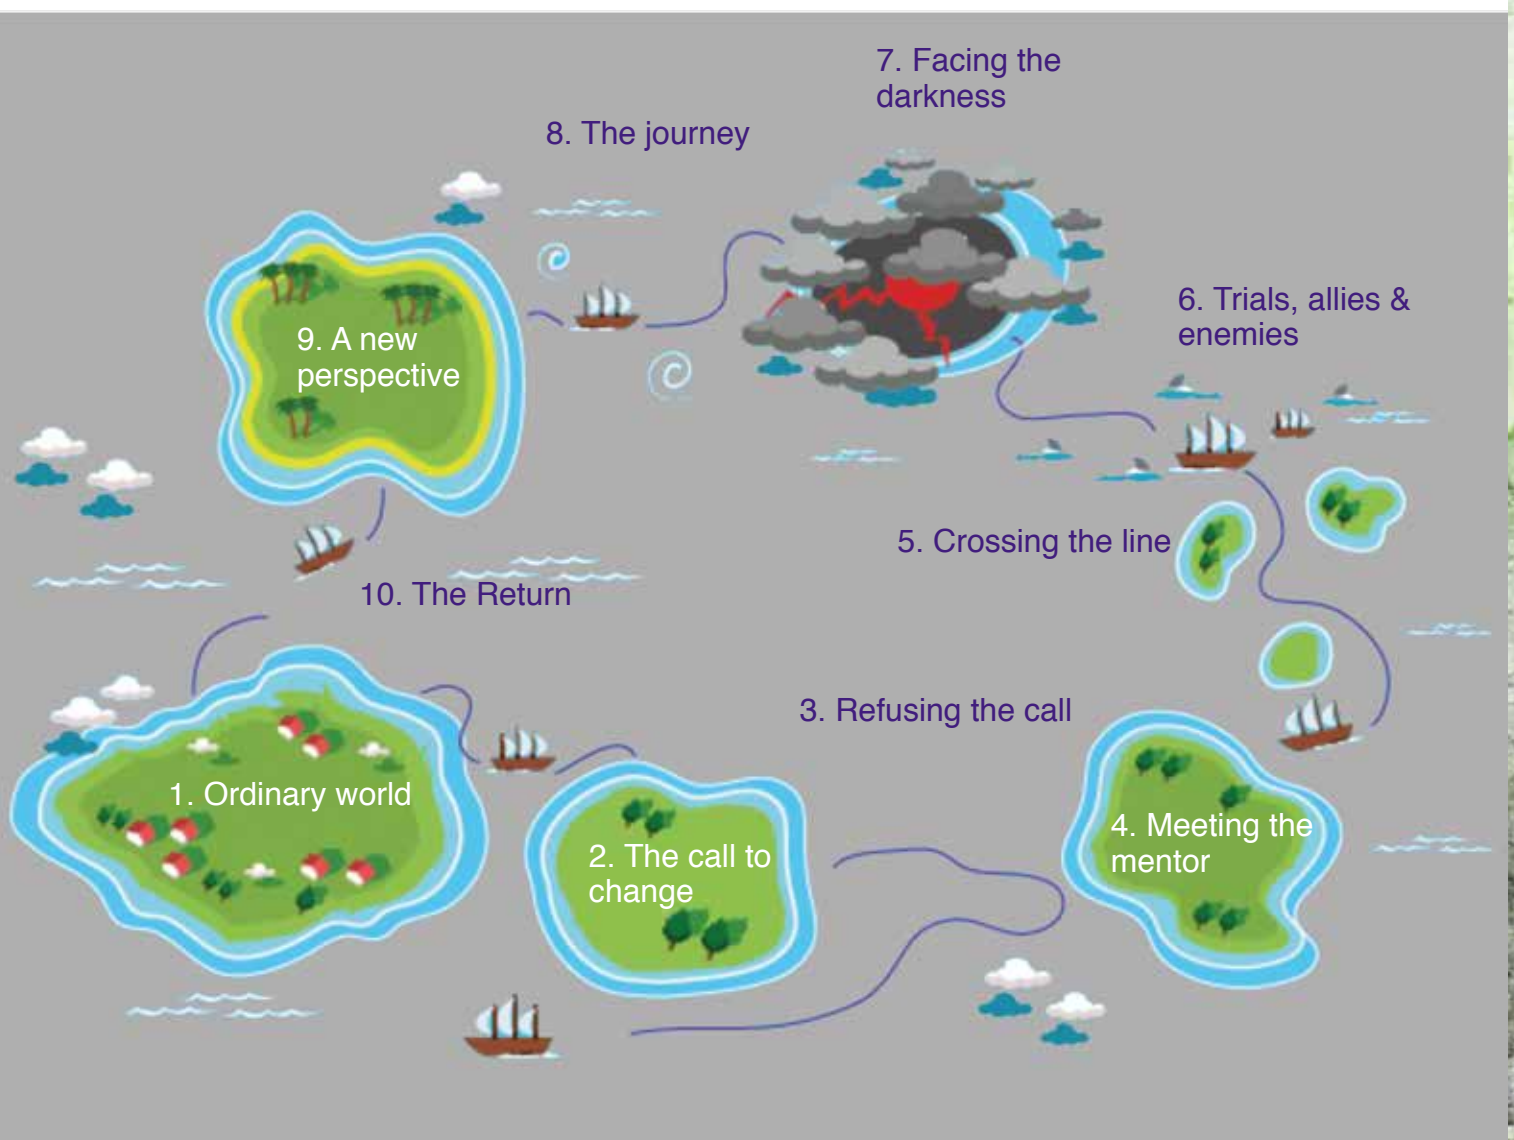 7. Facing the
darkness
8. The journey
6. Trials, allies &
enemies
9. A new
perspective
5. Crossing the line
10. The Return
3. Refusing the call
1. Ordinary world
4. Meeting the
mentor
2. The call to
change